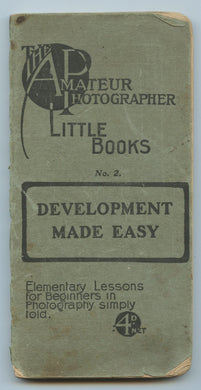 THE
AMATEUR
PHOTOGRAPHER
LITTLE
BOOKS
No. 2.
DEVELOPMENT
MADE EASY
Elementary Lessons
for Beginners in
Photography simply
told.
4D
NET